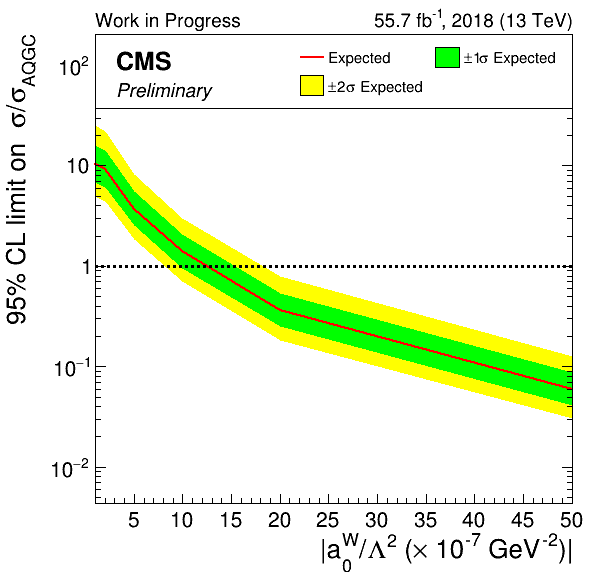 Work in Progress 55.7 fb⁻¹, 2018 (13 TeV)
CMS
Preliminary
Expected ±1σ Expected
±2σ Expected
95% CL limit on σ/σ_AQGC
10²
10
1
10⁻¹
10⁻²
5 10 15 20 25 30 35 40 45 50
|a₀ᵂ/Λ² (× 10⁻⁷ GeV⁻²)|